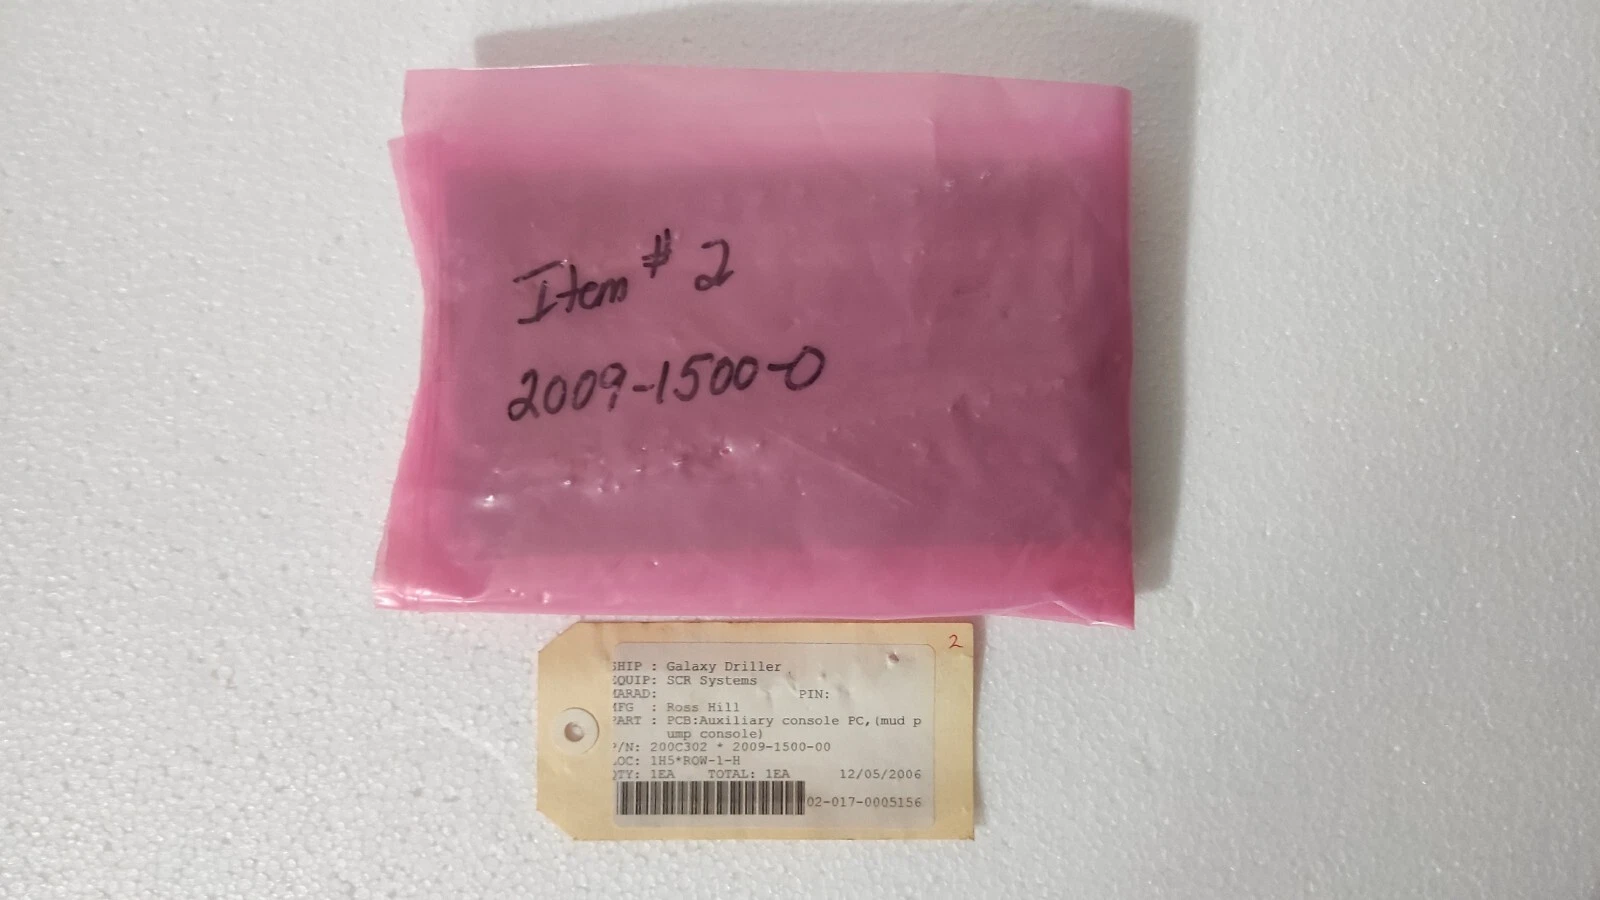 Item # 2
2009-1500-0
2
SHIP : Galaxy Driller
EQUIP: SCR Systems
MARAD: PIN:
MFG : Ross Hill
PART : PCB:Auxiliary console PC,(mud p
ump console)
P/N: 200C302 * 2009-1500-00
LOC: 1H5*ROW-1-H
QTY: 1EA TOTAL: 1EA 12/05/2006
02-017-0005156